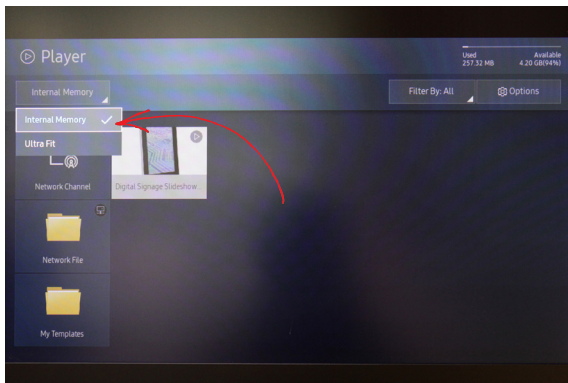 Player
Used Available
257.32 MB 4.20 GB(94%)
Internal Memory
Filter By: All
Options
Internal Memory
Ultra Fit
Network Channel
Digital Signage Slideshow
Network File
My Templates